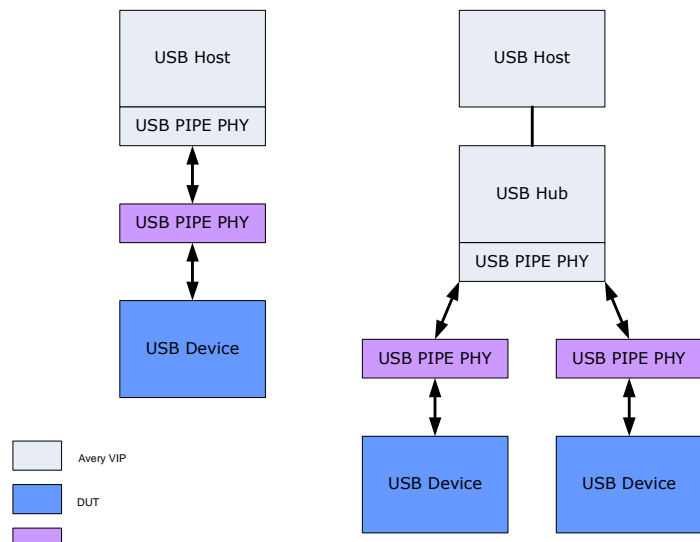 USB Host
USB PIPE PHY
USB PIPE PHY
USB Device
USB Host
USB Hub
USB PIPE PHY
USB PIPE PHY
USB PIPE PHY
USB Device
USB Device
Avery VIP
DUT